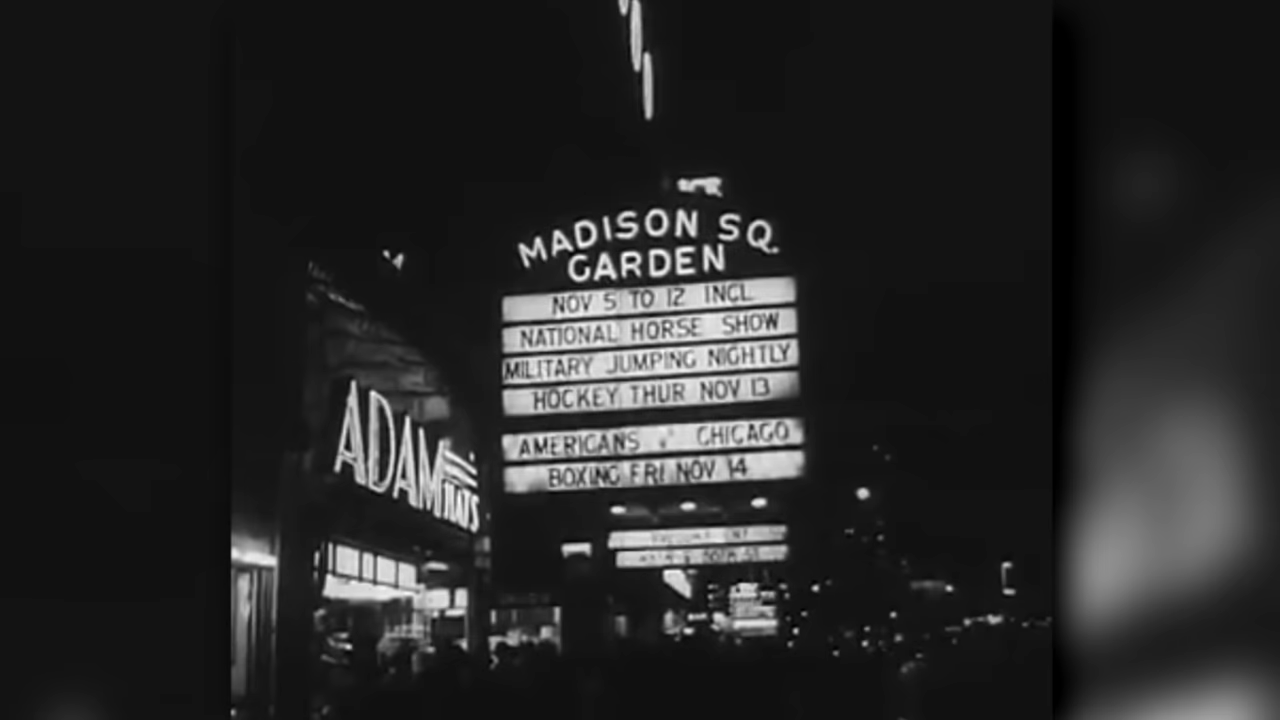 MADISON SQ.
GARDEN
NOV 5 TO 12 INCL
NATIONAL HORSE SHOW
MILITARY JUMPING NIGHTLY
HOCKEY THUR NOV 13
AMERICANS v CHICAGO
BOXING FRI NOV 14
ADAM
HATS